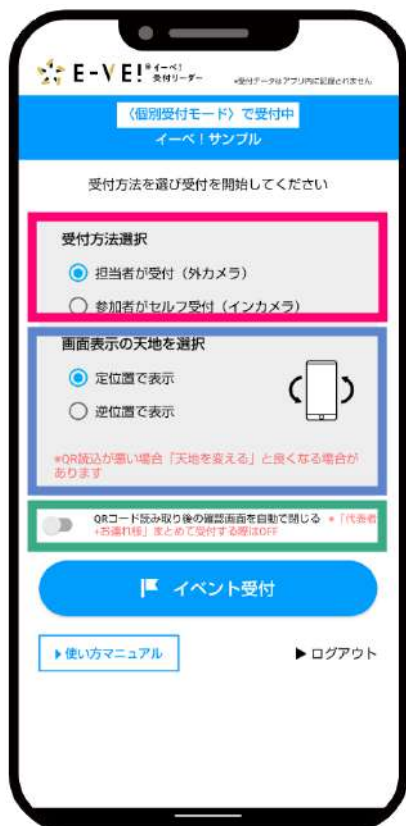 E-VE!® イーベ!
受付リーダー
※受付データはアプリ内に記録されません
〈個別受付モード〉で受付中
イーベ!サンプル
受付方法を選び受付を開始してください
受付方法選択
担当者が受付(外カメラ)
参加者がセルフ受付(インカメラ)
画面表示の天地を選択
定位置で表示
逆位置で表示
※QR読込が悪い場合「天地を変える」と良くなる場合が
あります
QRコード読み取り後の確認画面を自動で閉じる ※「代表者
+お連れ様」まとめて受付する際はOFF
イベント受付
使い方マニュアル
▶ ログアウト